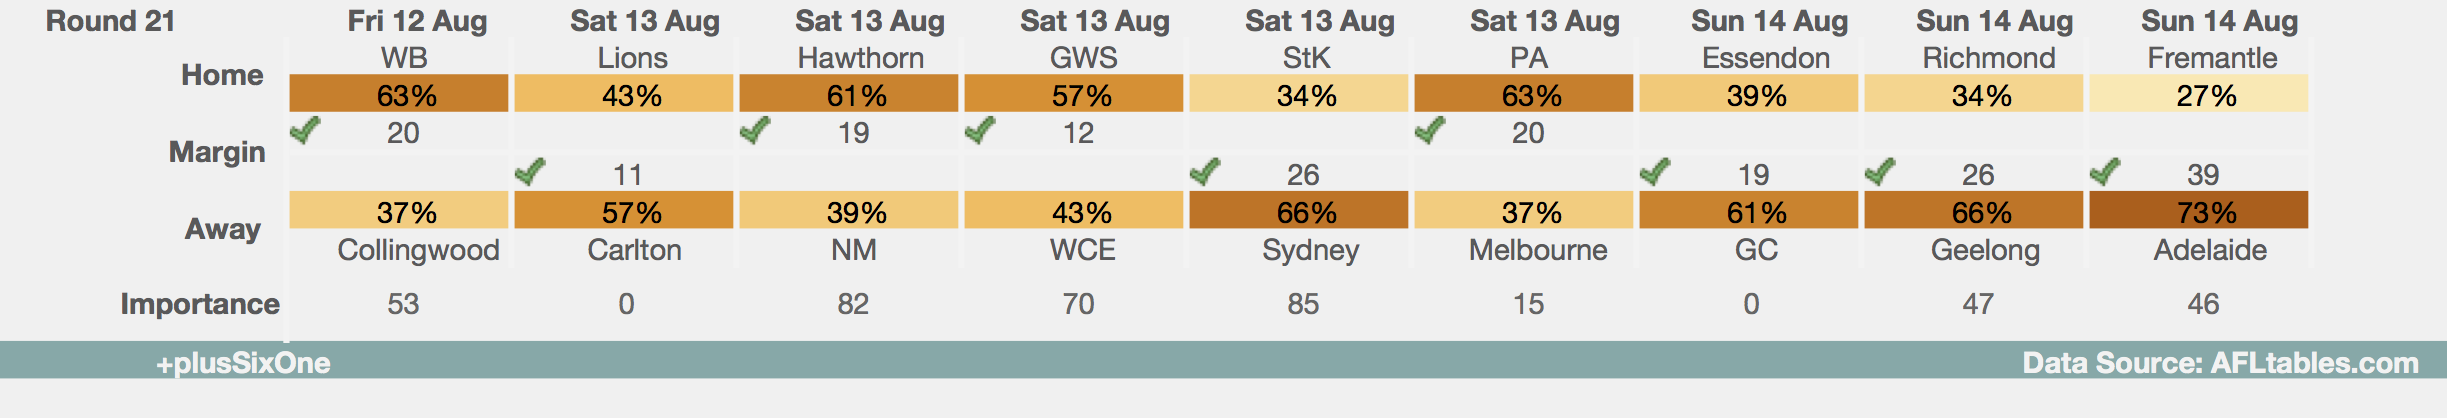 Round 21 Fri 12 Aug Sat 13 Aug Sat 13 Aug Sat 13 Aug Sat 13 Aug Sat 13 Aug Sun 14 Aug Sun 14 Aug Sun 14 Aug
WB Lions Hawthorn GWS StK PA Essendon Richmond Fremantle
Home
63% 43% 61% 57% 34% 63% 39% 34% 27%
20 19 12 20
Margin
11 26 19 26 39
37% 57% 39% 43% 66% 37% 61% 66% 73%
Away
Collingwood Carlton NM WCE Sydney Melbourne GC Geelong Adelaide
Importance 53 0 82 70 85 15 0 47 46
+plusSixOne Data Source: AFLtables.com